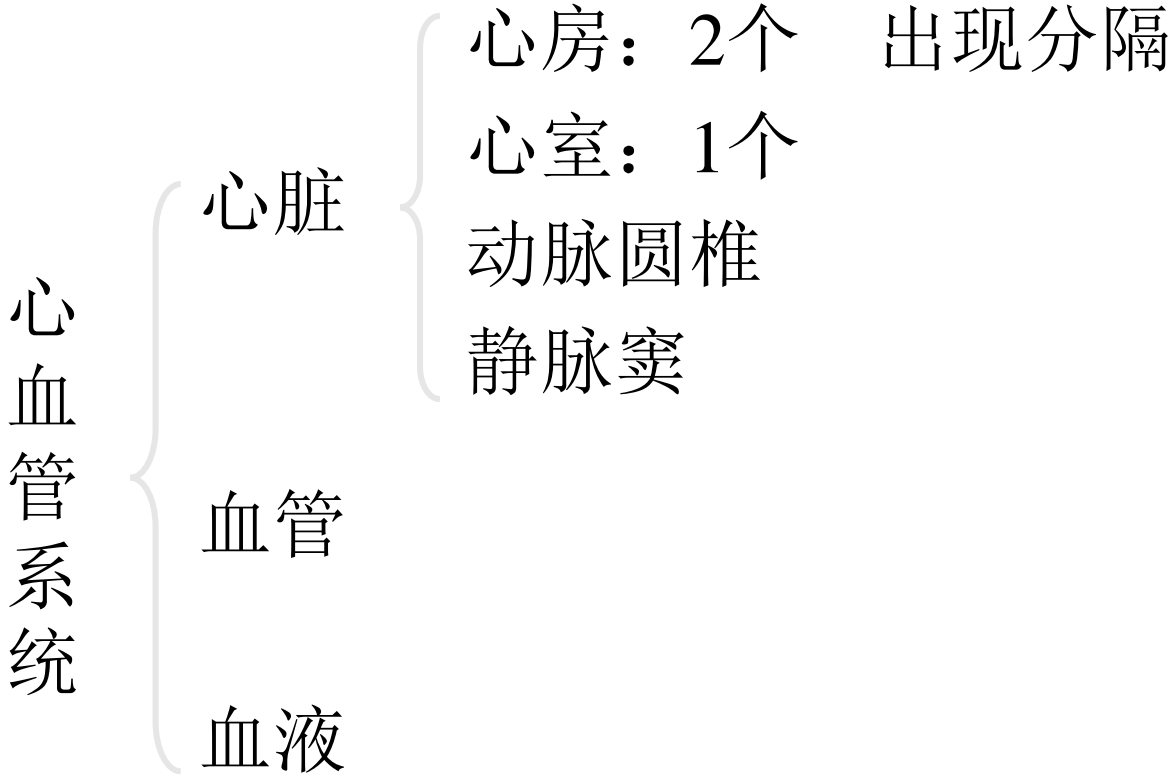 心血管系统
心脏
心房：2个 出现分隔
心室：1个
动脉圆椎
静脉窦
血管
血液